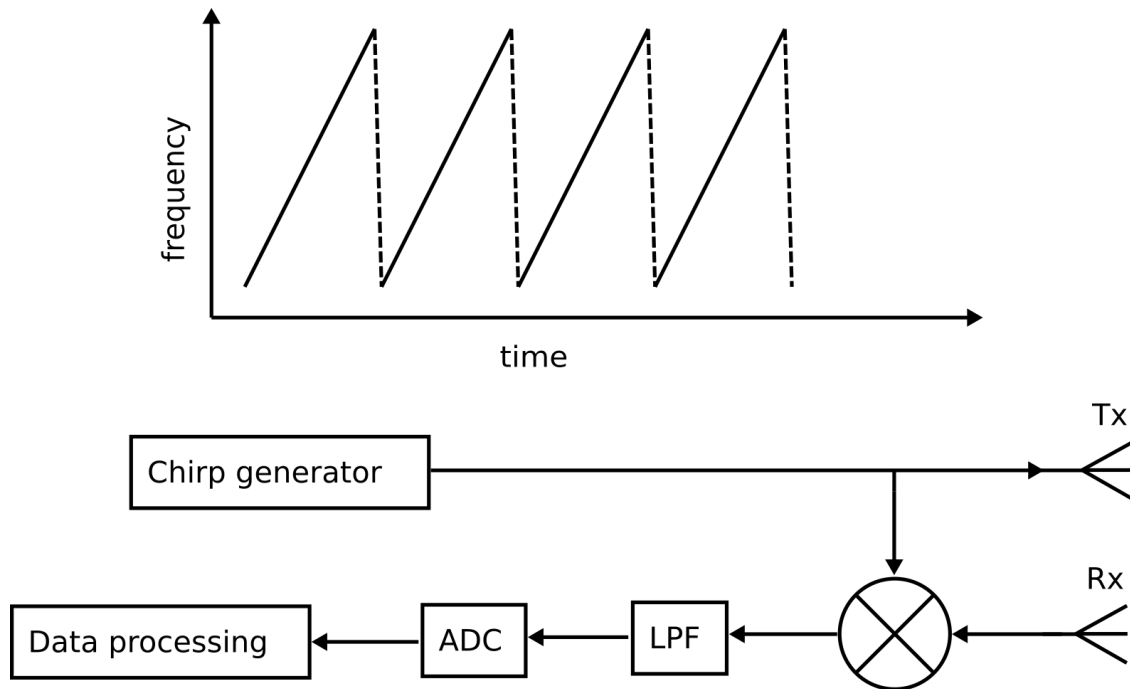 frequency
time
Tx
Chirp generator
Rx
Data processing
ADC
LPF